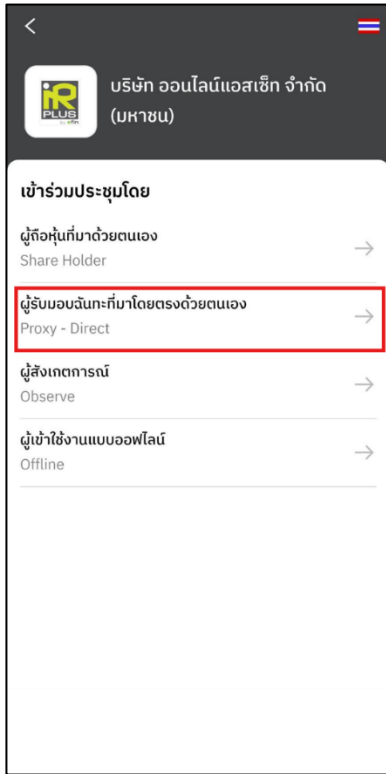 iR
PLUS
บริษัท ออนไลน์แอสเซ็ท จำกัด
(มหาชน)
เข้าร่วมประชุมโดย
ผู้ถือหุ้นที่มาด้วยตนเอง
Share Holder
ผู้รับมอบฉันทะที่มาโดยตรงด้วยตนเอง
Proxy - Direct
ผู้สังเกตการณ์
Observe
ผู้เข้าใช้งานแบบออฟไลน์
Offline